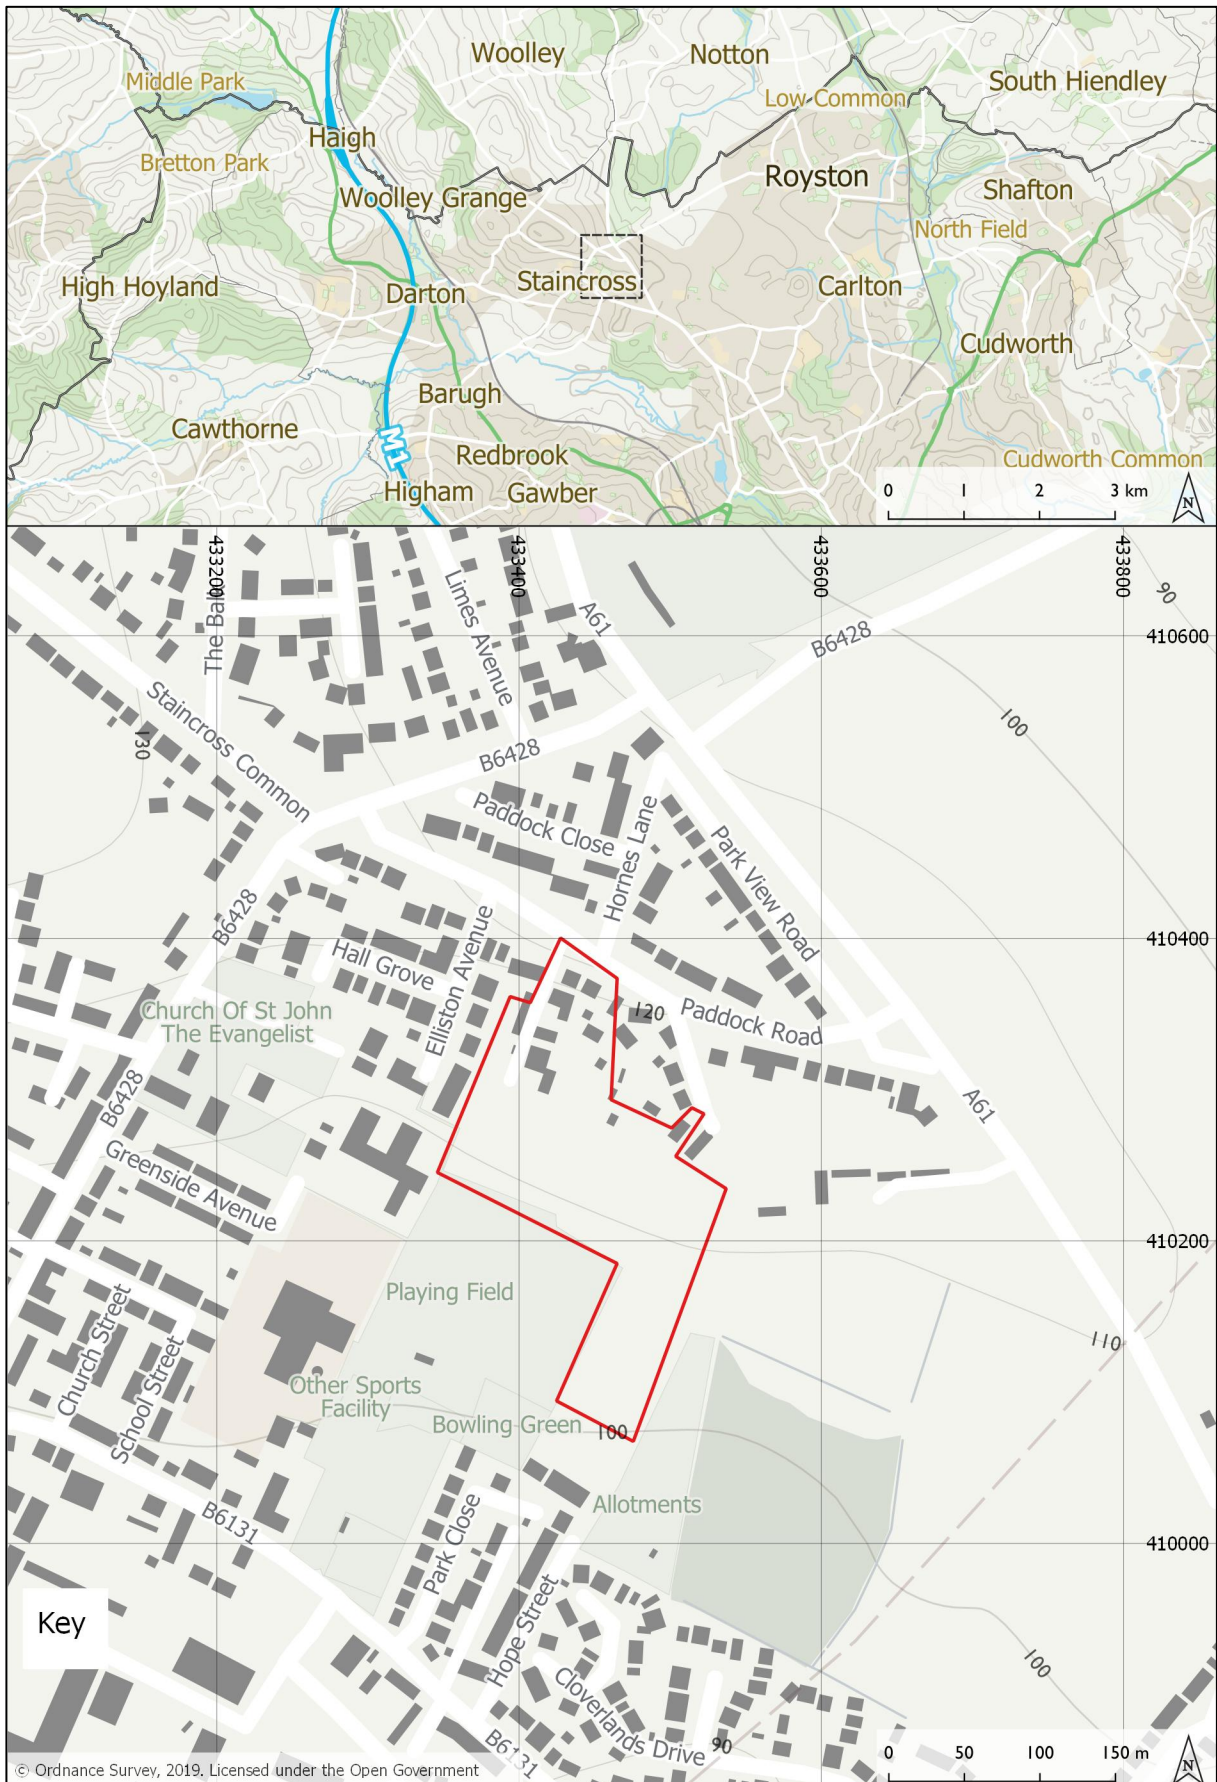 Woolley
Notton
Middle Park
South Hiendley
Low Common
Haigh
Bretton Park
Royston
Woolley Grange
Shafton
North Field
High Hoyland
Staincross
Darton
Carlton
Cudworth
Barugh
Cawthorne
M1
Redbrook
Cudworth Common
Higham
Gawber
0 1 2 3 km
N
433200
433400
433600
433800
90
Limes Avenue
A61
The Ball
B6428
410600
Staincross Common
130
B6428
100
Paddock Close
Hornes Lane
Park View Road
B6428
410400
Hall Grove
Elliston Avenue
Church Of St John
The Evangelist
120
Paddock Road
B6428
A61
Greenside Avenue
410200
Playing Field
110
Church Street
School Street
Other Sports
Facility
Bowling Green
100
Allotments
B6131
Park Close
410000
Hope Street
Key
100
Cloverlands Drive
90
B6131
0 50 100 150 m
N
© Ordnance Survey, 2019. Licensed under the Open Government